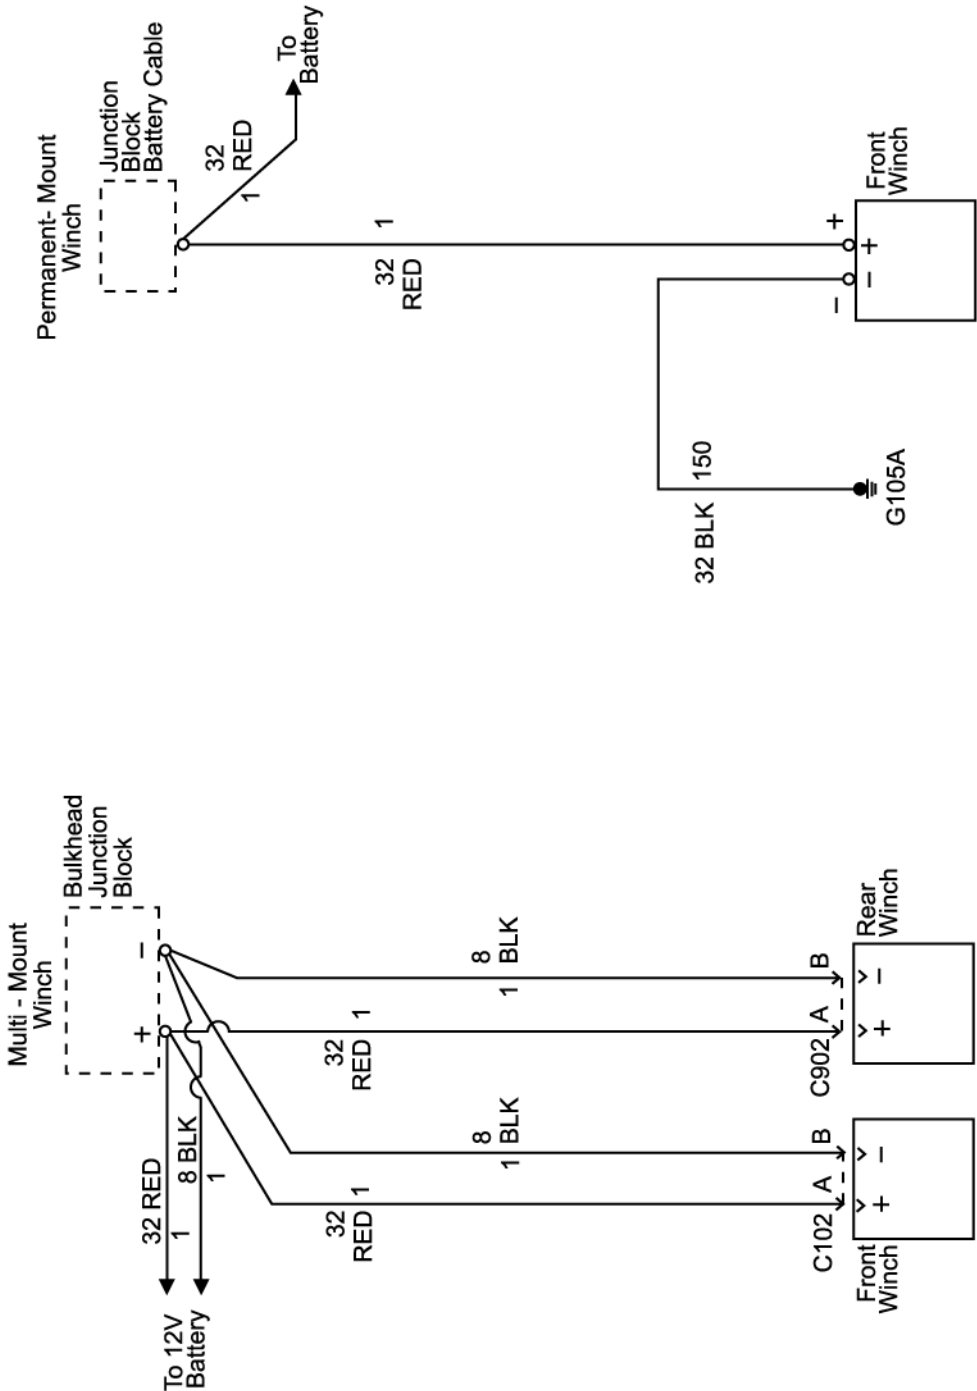 Multi - Mount
Winch
Bulkhead
Junction
Block
+
−
32 RED
1
8 BLK
1
To 12V
Battery
32
RED
1
8
BLK
1
32
RED
1
8
BLK
1
C102
A
B
+
−
Front
Winch
C902
A
B
+
−
Rear
Winch
Permanent- Mount
Winch
Junction
Block
Battery Cable
32
RED
1
To
Battery
32
RED
1
32 BLK
150
G105A
−
+
−
+
Front
Winch